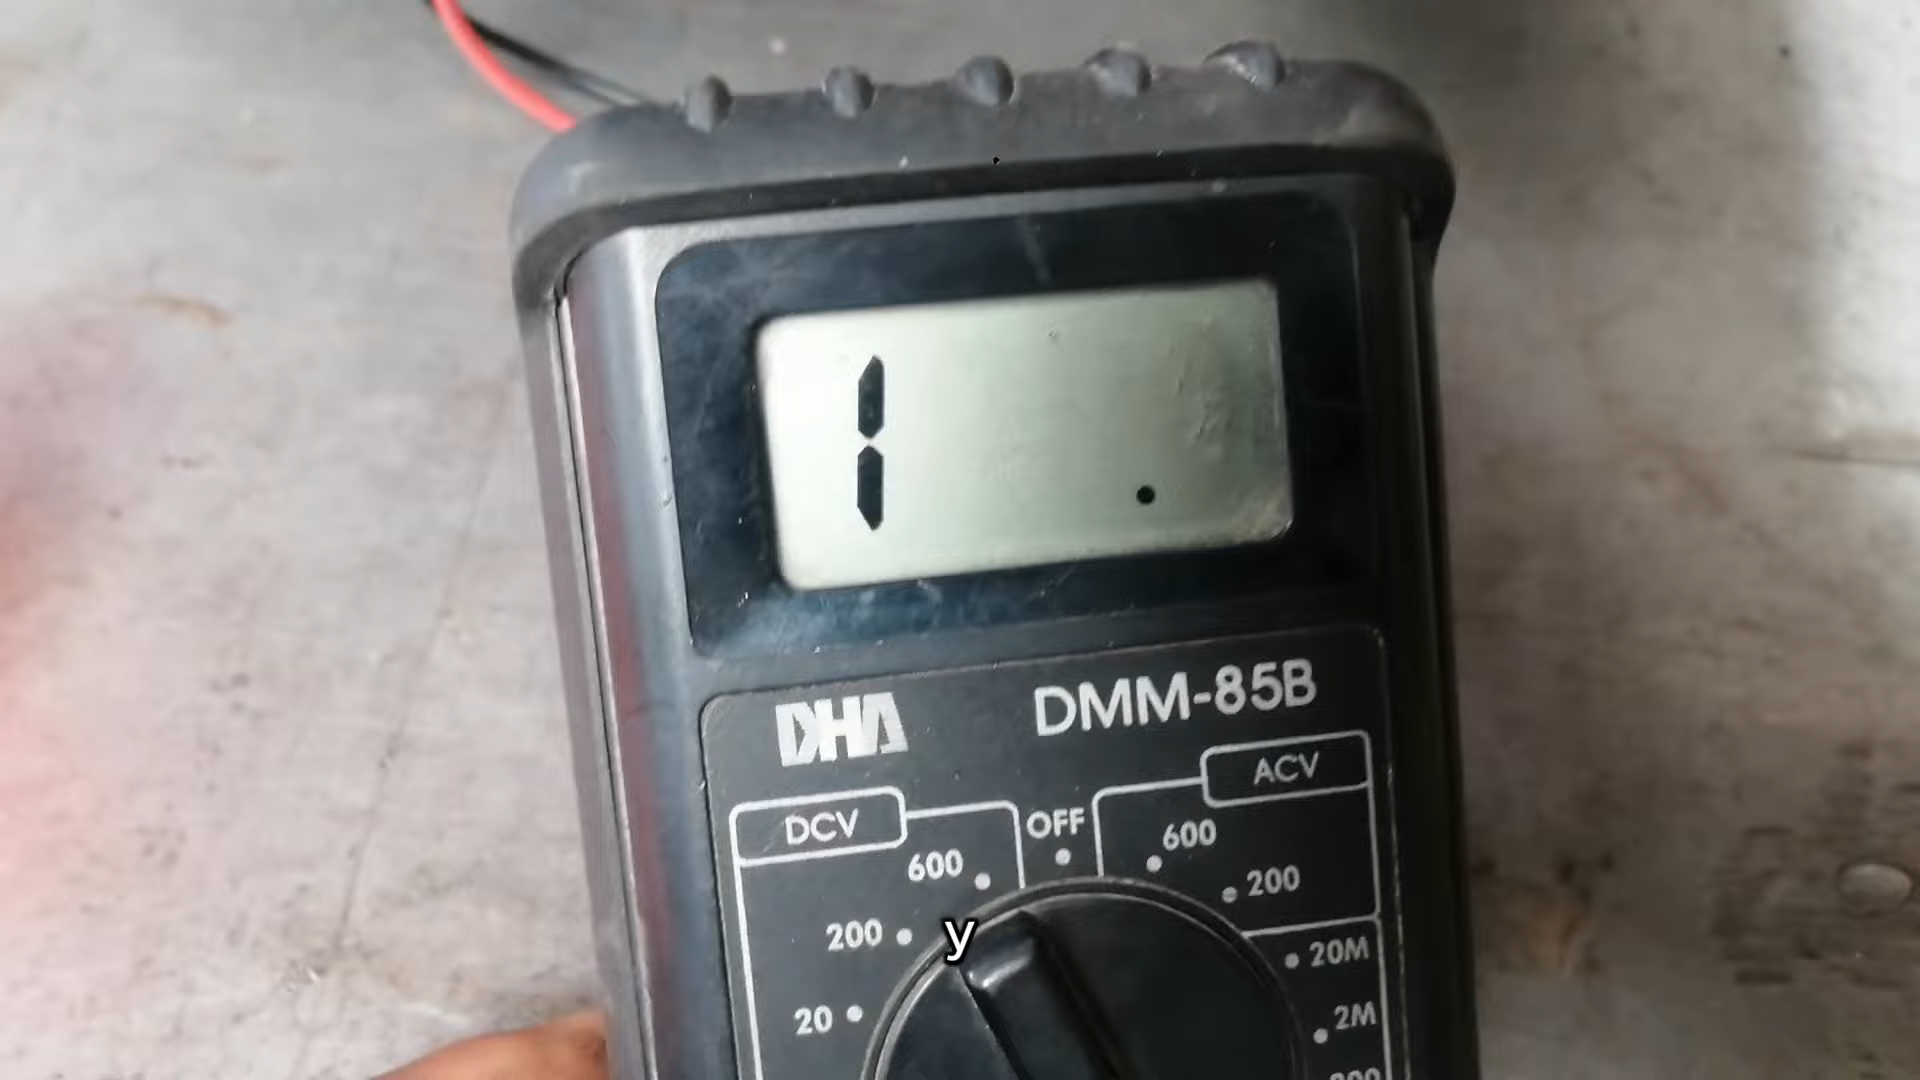 1 .
DHA DMM-85B
DCV OFF ACV
600 600
200 200
y
20 20M
2M